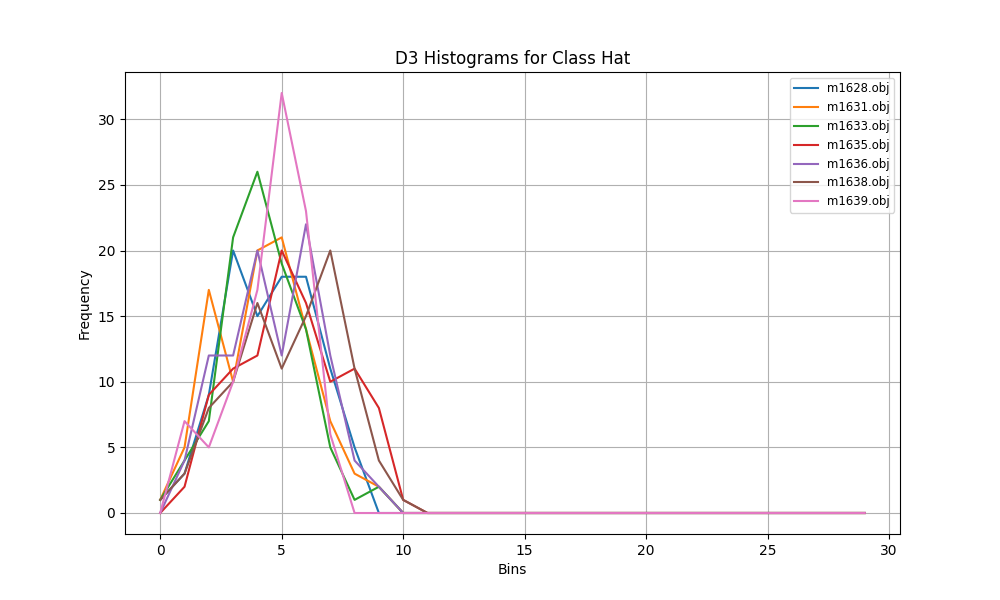 D3 Histograms for Class Hat
m1628.obj
m1631.obj
m1633.obj
m1635.obj
m1636.obj
m1638.obj
m1639.obj
Frequency
30
25
20
15
10
5
0
0 5 10 15 20 25 30
Bins